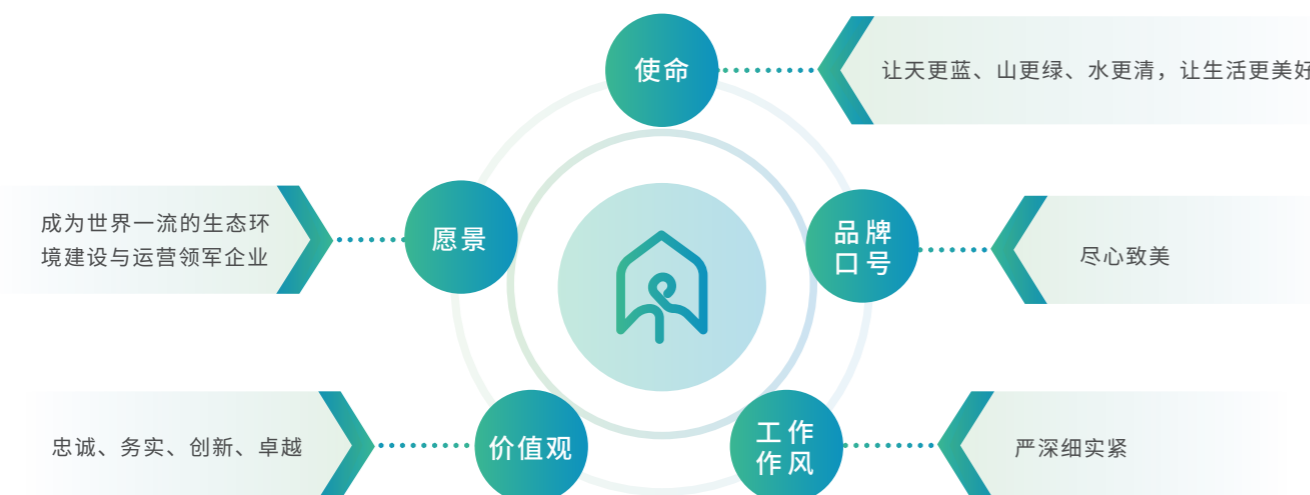 使命
让天更蓝、山更绿、水更清，让生活更美好
愿景
成为世界一流的生态环
境建设与运营领军企业
品牌
口号
尽心致美
价值观
忠诚、务实、创新、卓越
工作
作风
严深细实紧